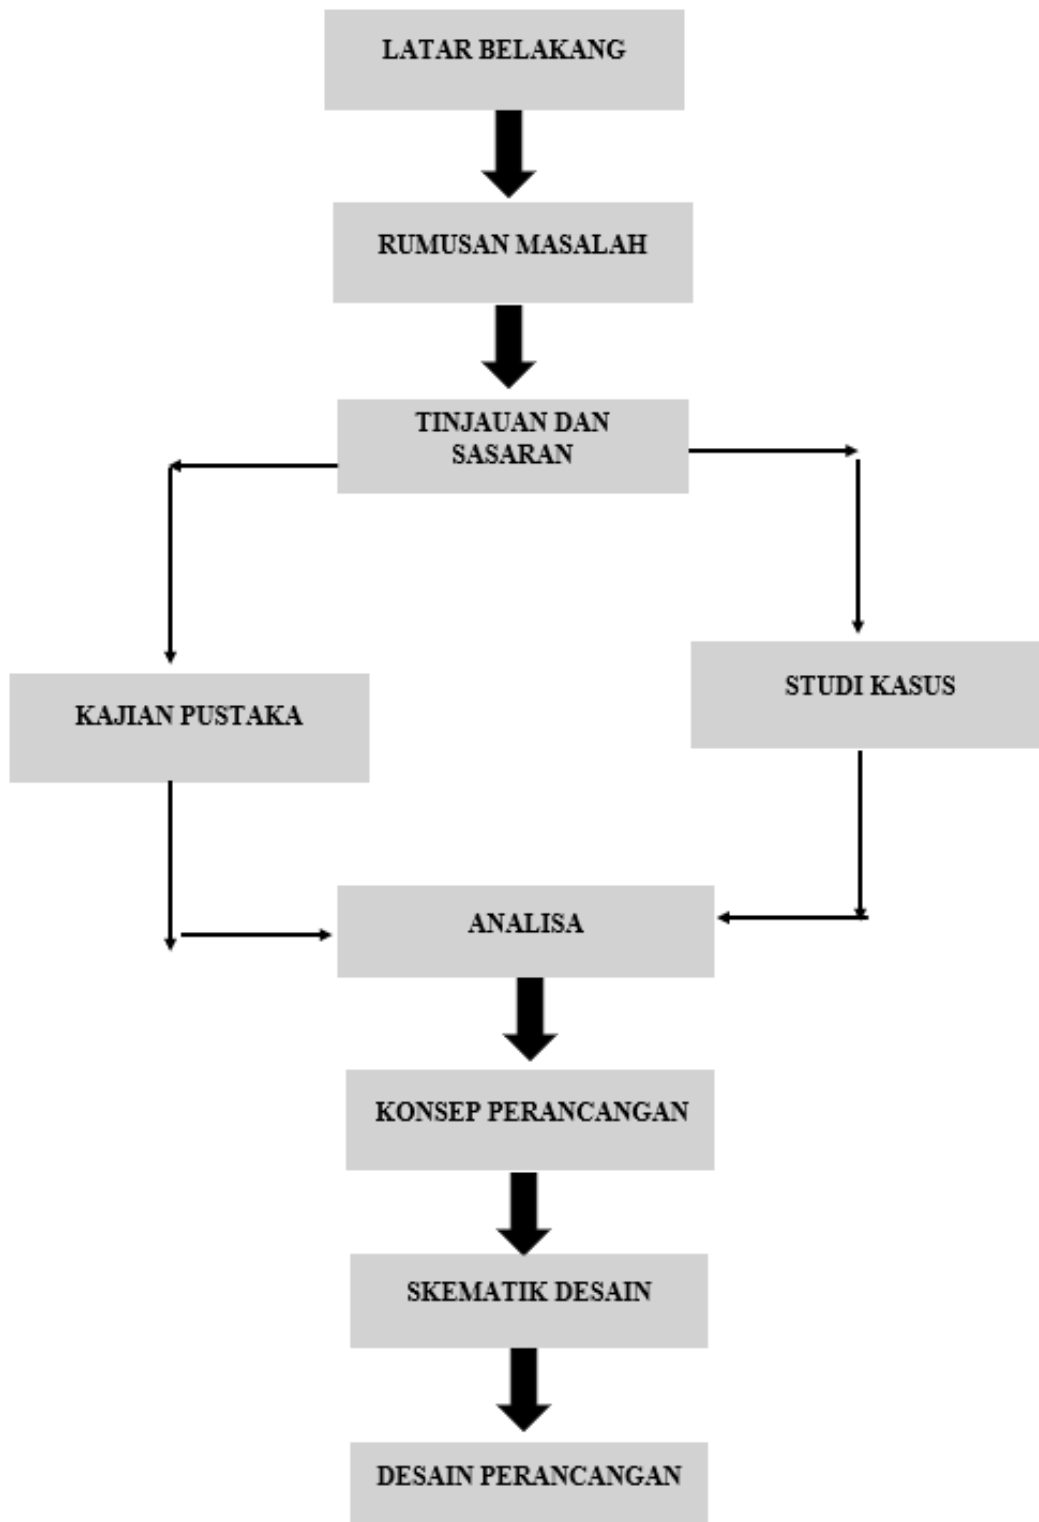 LATAR BELAKANG
RUMUSAN MASALAH
TINJAUAN DAN
SASARAN
KAJIAN PUSTAKA
STUDI KASUS
ANALISA
KONSEP PERANCANGAN
SKEMATIK DESAIN
DESAIN PERANCANGAN